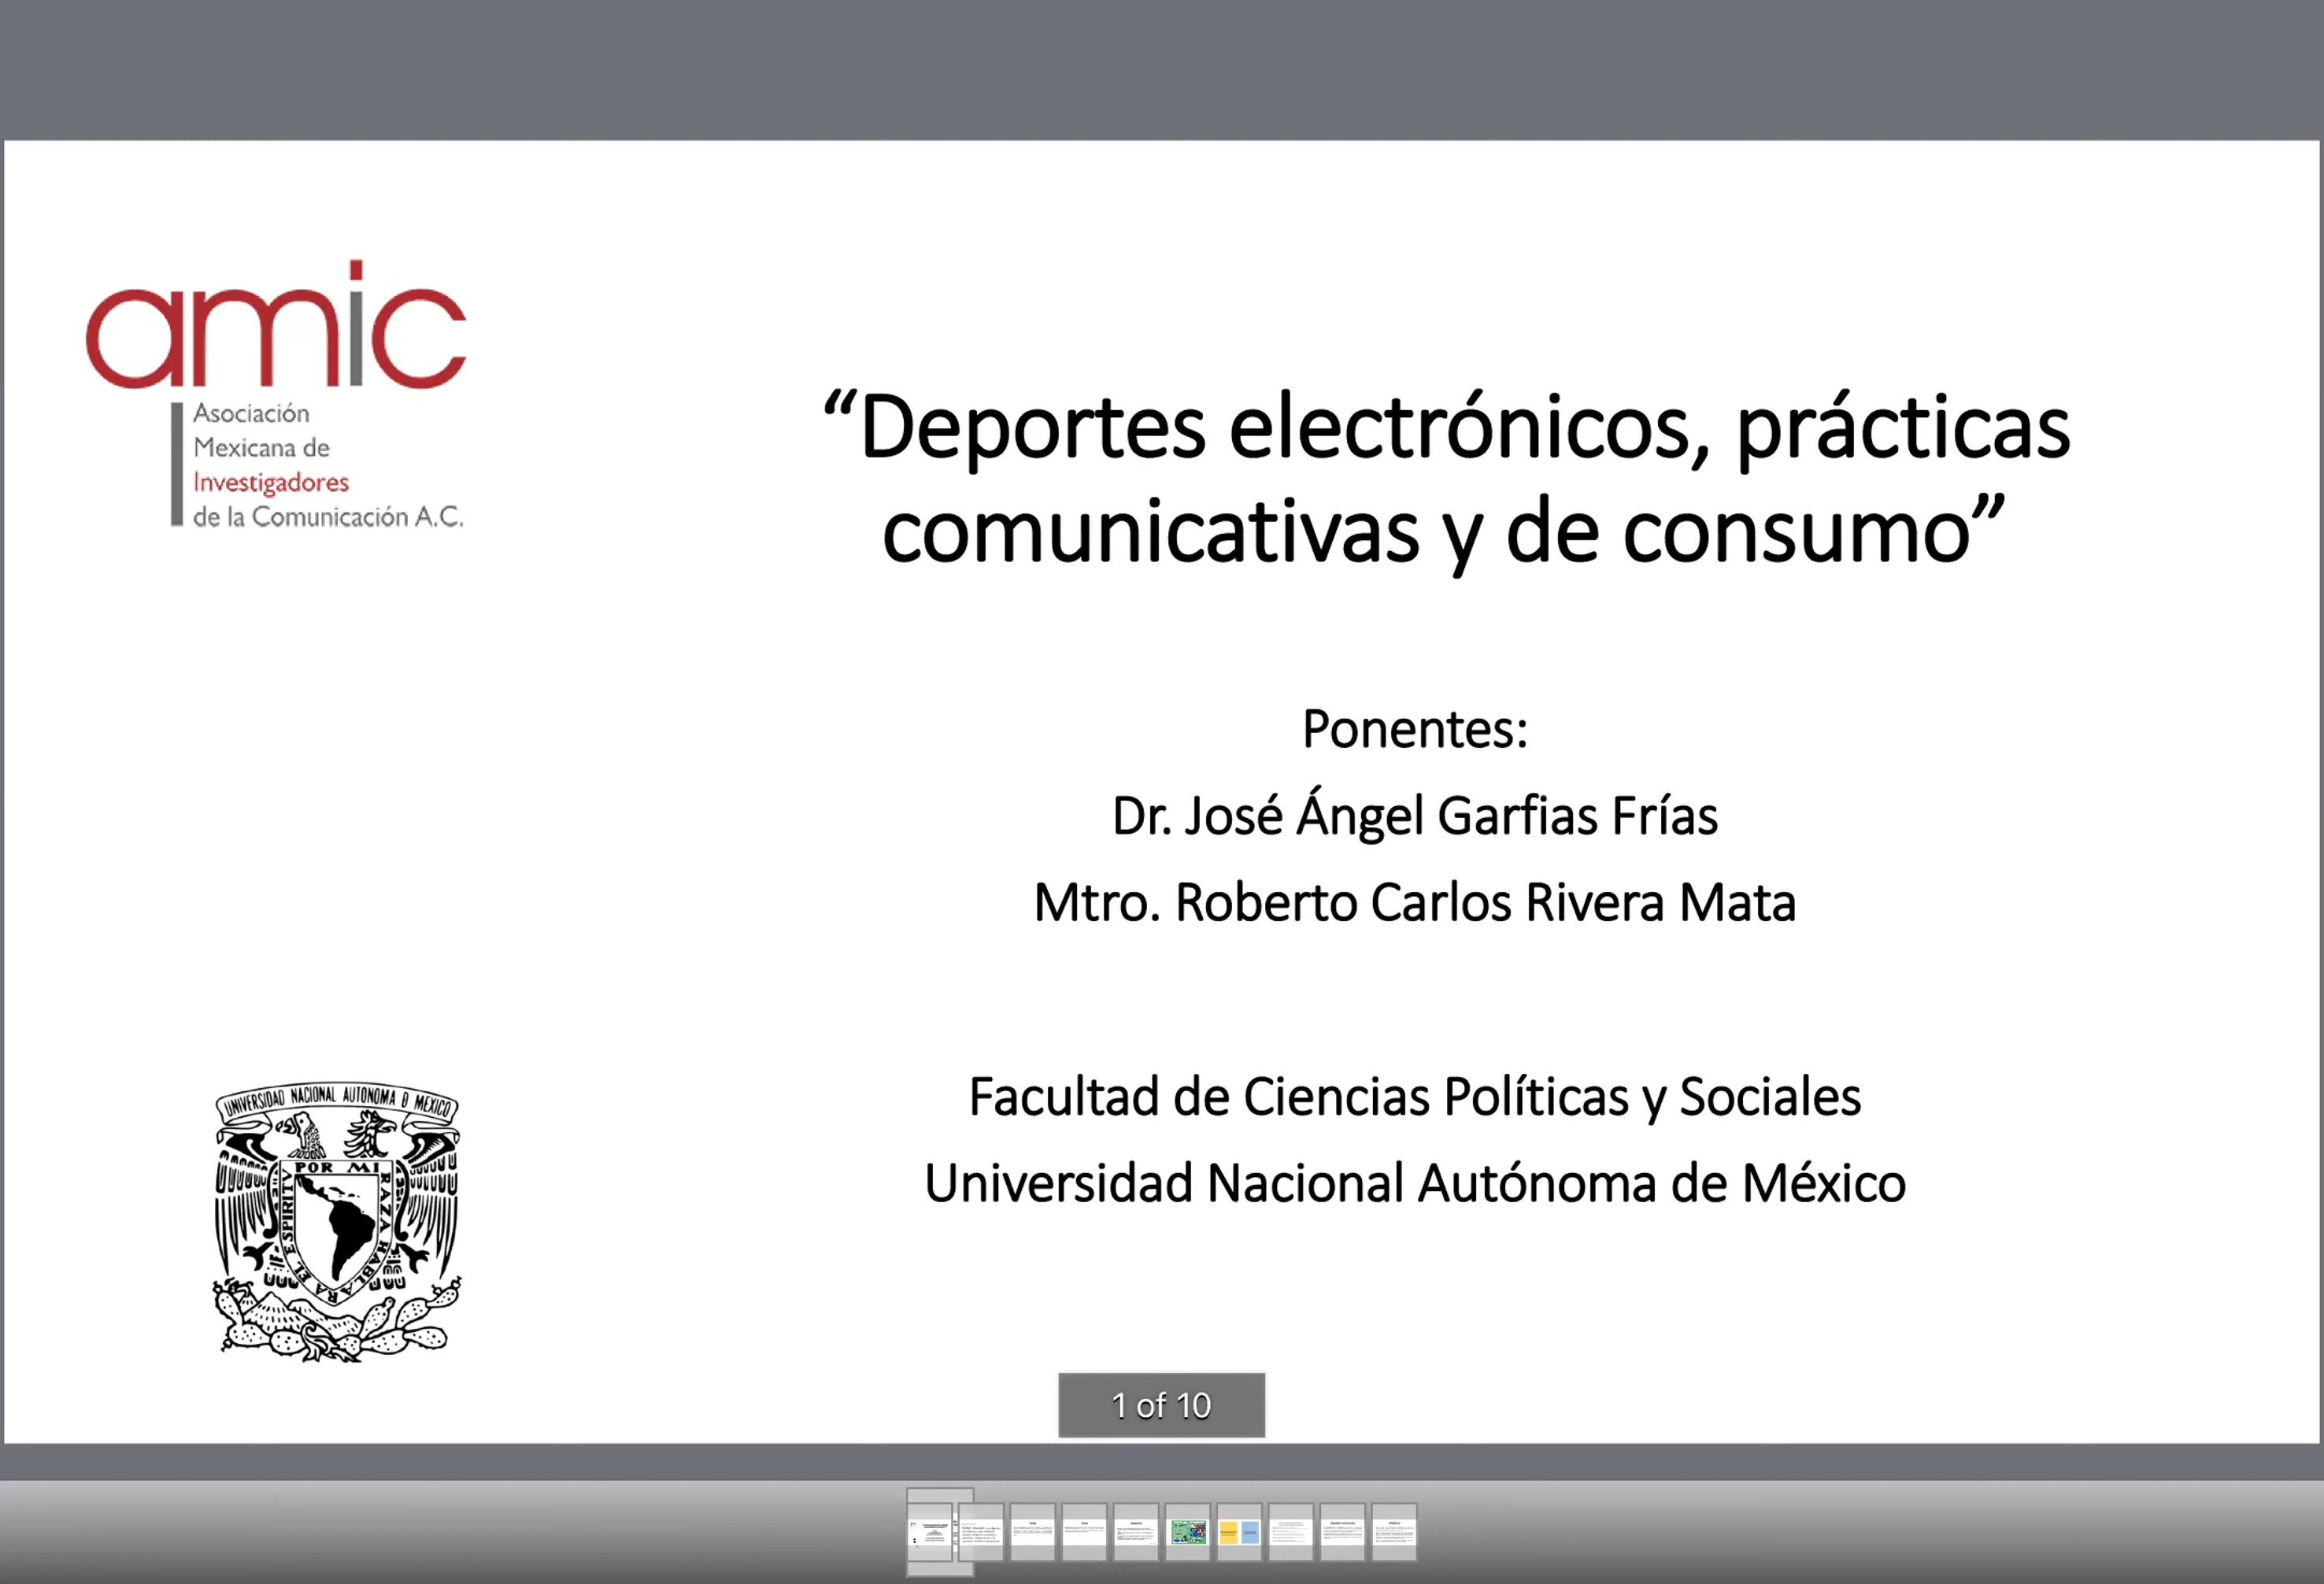 amic
Asociación
Mexicana de
Investigadores
de la Comunicación A.C.
“Deportes electrónicos, prácticas
comunicativas y de consumo”
Ponentes:
Dr. José Ángel Garfias Frías
Mtro. Roberto Carlos Rivera Mata
Facultad de Ciencias Políticas y Sociales
Universidad Nacional Autónoma de México
UNIVERSIDAD NACIONAL AUTONOMA D MEXICO
POR MI RAZA HABLARA EL ESPIRITV
1 of 10